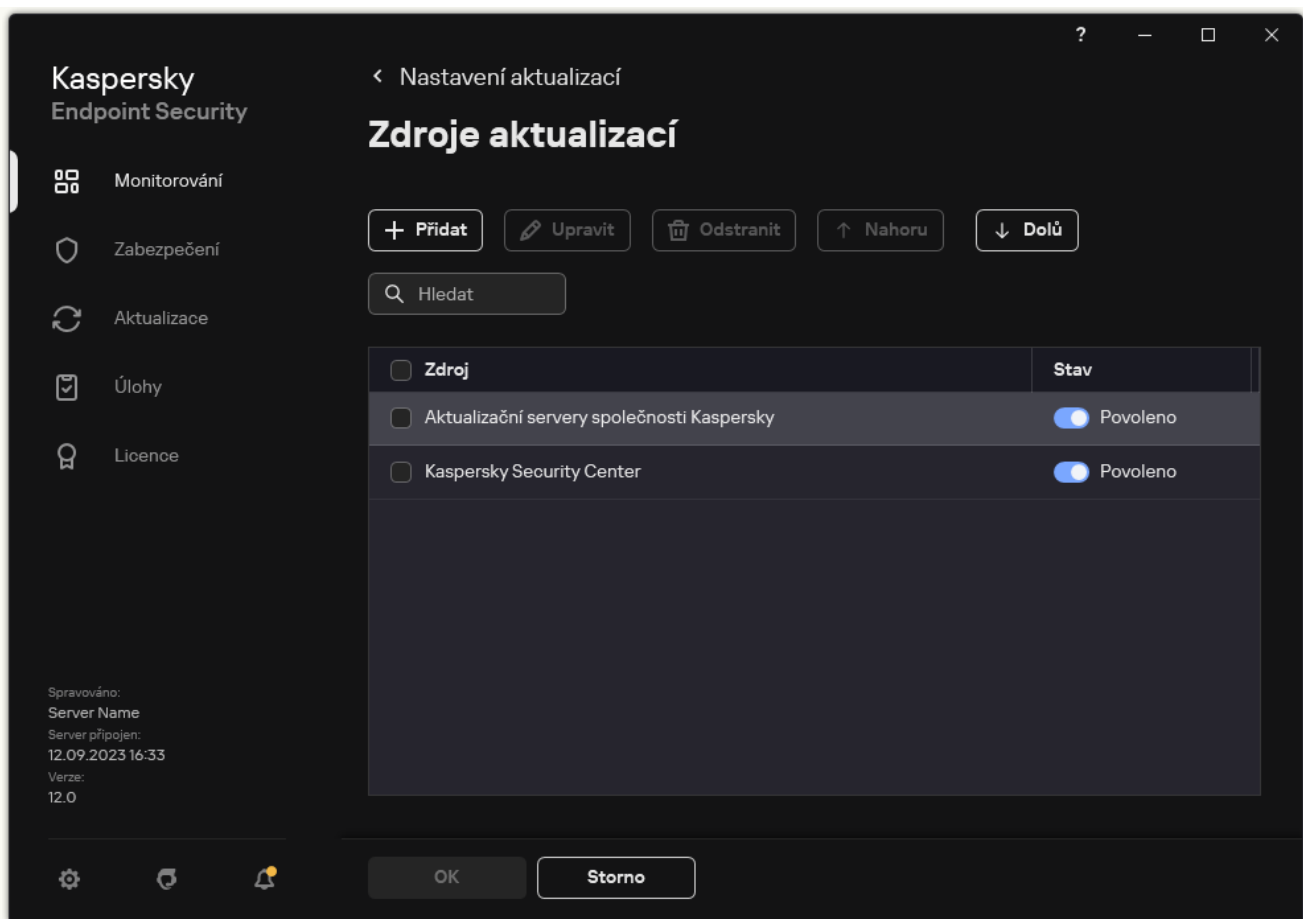 ?
Kaspersky
Endpoint Security
Monitorování
Zabezpečení
Aktualizace
Úlohy
Licence
Spravováno:
Server Name
Server připojen:
12.09.2023 16:33
Verze:
12.0
Nastavení aktualizací
Zdroje aktualizací
Přidat Upravit Odstranit Nahoru Dolů
Hledat
Zdroj Stav
Aktualizační servery společnosti Kaspersky Povoleno
Kaspersky Security Center Povoleno
OK Storno